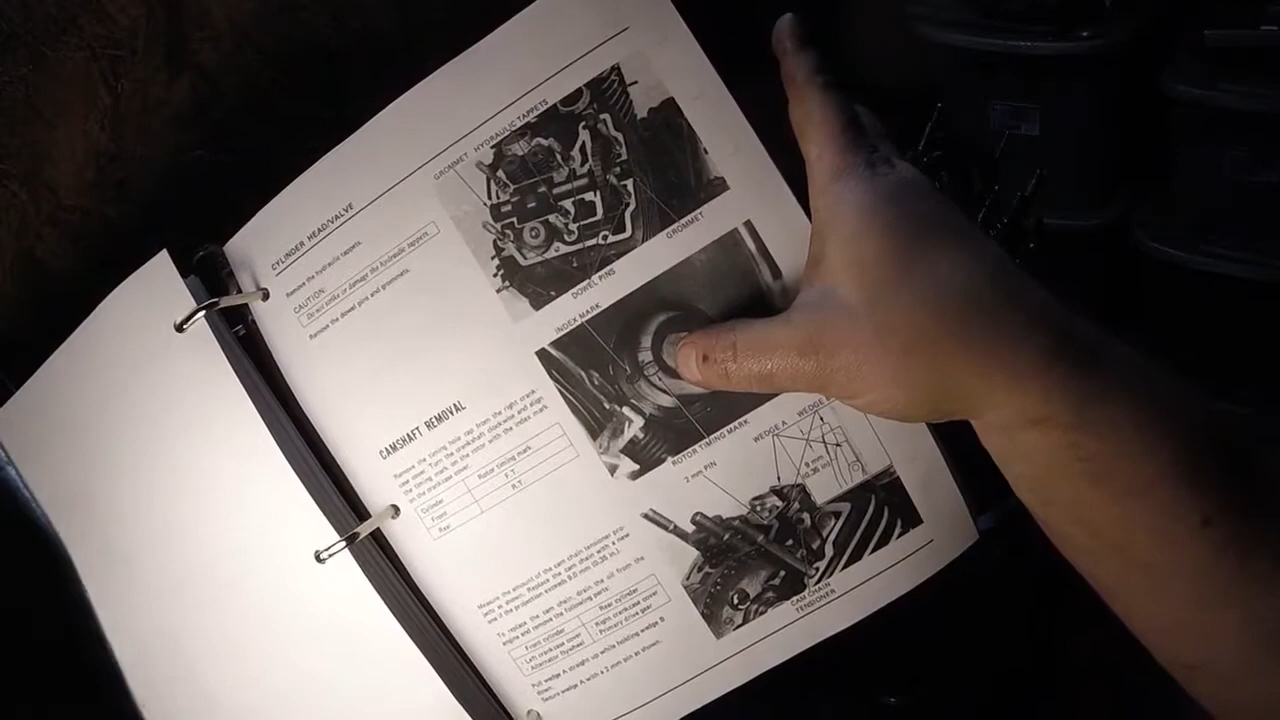 CYLINDER HEAD/VALVE
Remove the hydraulic tappets.
CAUTION:
Do not strike or damage the hydraulic tappets.
Remove the dowel pins and grommets.
GROMMET HYDRAULIC TAPPETS
DOWEL PINS
GROMMET
CAMSHAFT REMOVAL
Remove the timing hole cap from the right crank-
case cover. Turn the crankshaft clockwise and align
the timing mark on the rotor with the index mark
on the crankcase cover.
Cylinder Rotor timing mark
Front F.T.
Rear R.T.
INDEX MARK
ROTOR TIMING MARK
Measure the amount of the cam chain tensioner pro-
jects as shown. Replace the cam chain with a new
one if the projection exceeds 9.0 mm (0.35 in.).
To replace the cam chain, drain the oil from the
engine and remove the following parts:
Front cylinder Rear cylinder
· Left crankcase cover · Right crankcase cover
· Alternator flywheel · Primary drive gear
Pull wedge A straight up while holding wedge B
down.
Secure wedge A with a 2 mm pin as shown.
2 mm PIN
WEDGE A WEDGE
9 mm
CAM CHAIN
TENSIONER